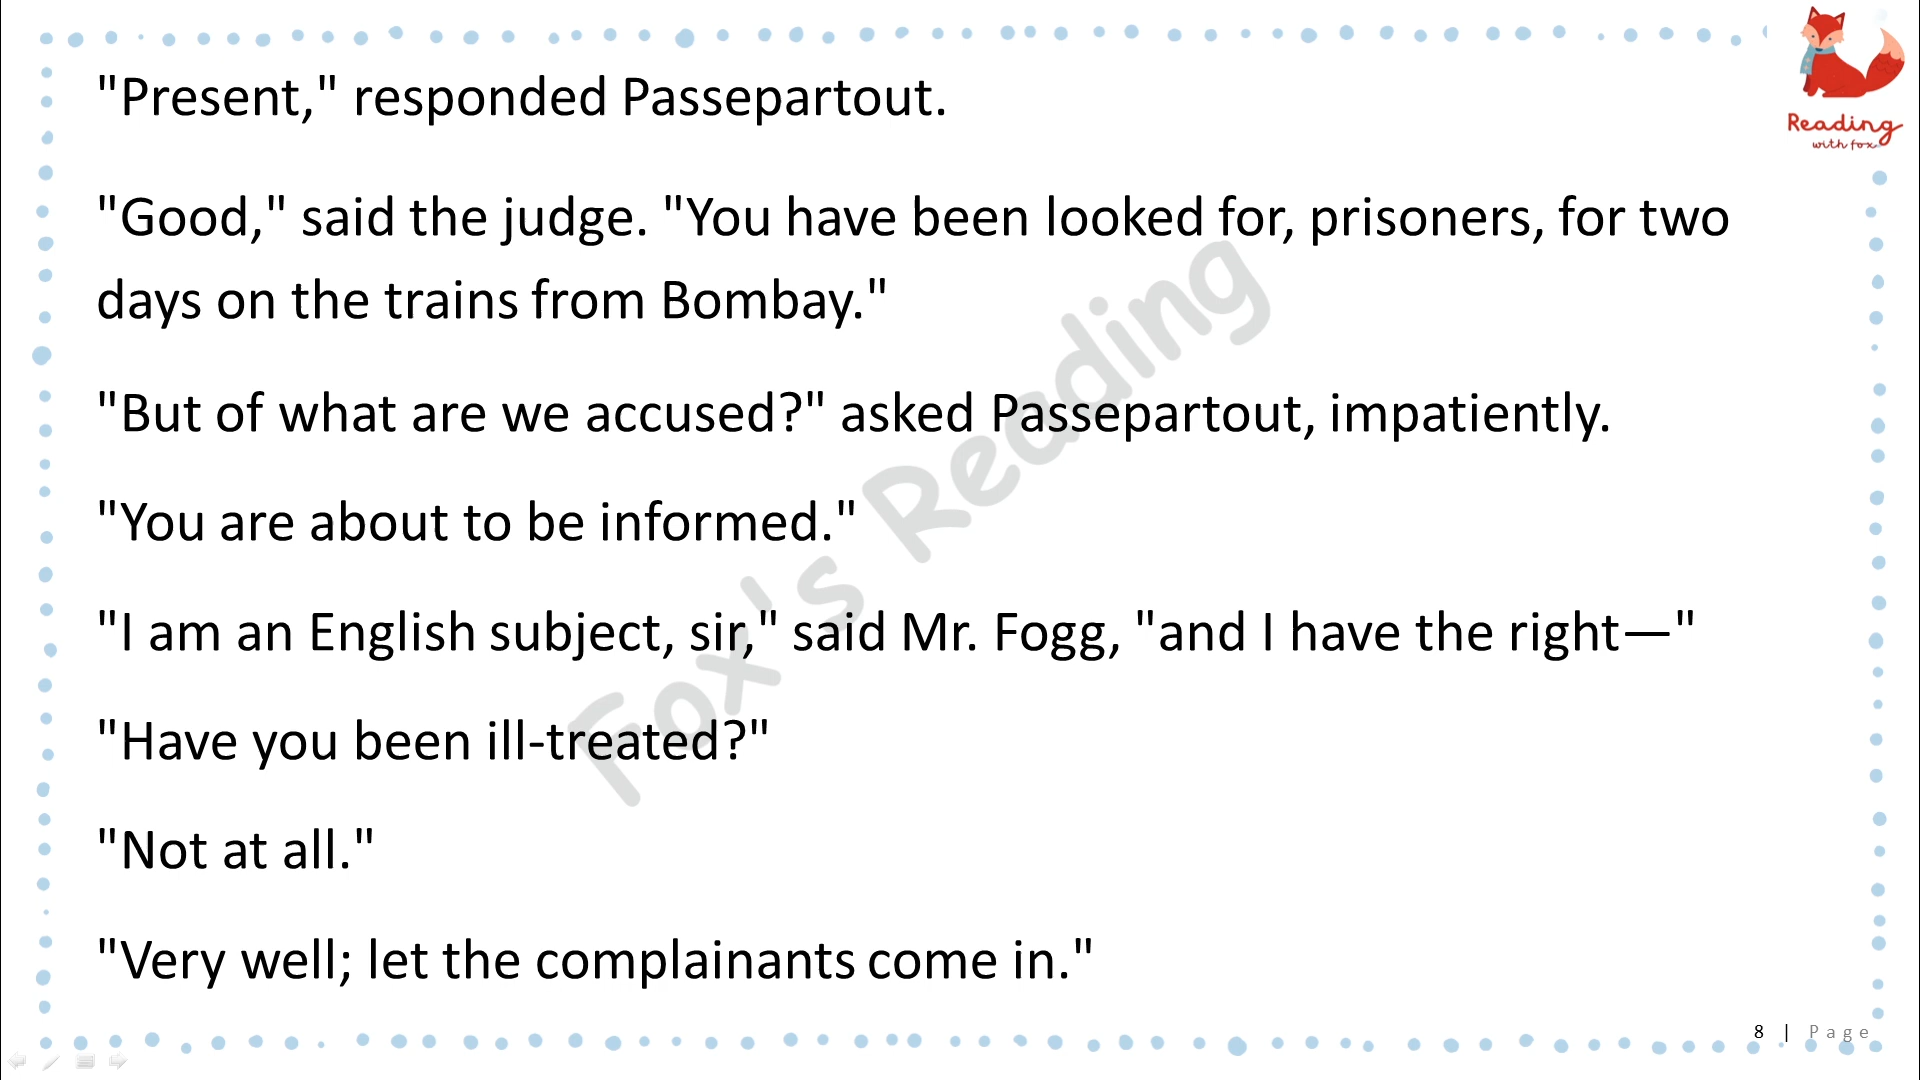 "Present," responded Passepartout.
Reading
with fox
"Good," said the judge. "You have been looked for, prisoners, for two
days on the trains from Bombay."
"But of what are we accused?" asked Passepartout, impatiently.
"You are about to be informed."
"I am an English subject, sir," said Mr. Fogg, "and I have the right—"
"Have you been ill-treated?"
"Not at all."
"Very well; let the complainants come in."
Fox's Reading
8 | Page